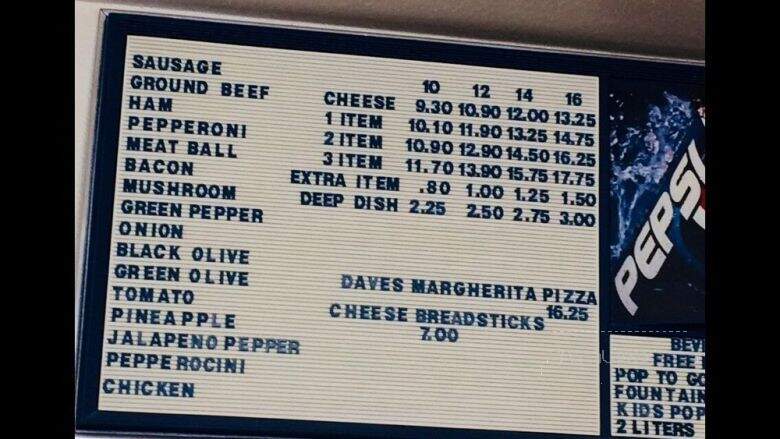 SAUSAGE
GROUND BEEF
HAM
PEPPERONI
MEAT BALL
BACON
MUSHROOM
GREEN PEPPER
ONION
BLACK OLIVE
GREEN OLIVE
TOMATO
PINEAPPLE
JALAPENO PEPPER
PEPPEROCINI
CHICKEN
10 12 14 16
CHEESE 9.30 10.90 12.00 13.25
1 ITEM 10.10 11.90 13.25 14.75
2 ITEM 10.90 12.90 14.50 16.25
3 ITEM 11.70 13.90 15.75 17.75
EXTRA ITEM .80 1.00 1.25 1.50
DEEP DISH 2.25 2.50 2.75 3.00
DAVES MARGHERITA PIZZA
16.25
CHEESE BREADSTICKS
7.00
PEPSI
BEV
FREE
POP TO GO
FOUNTAIN
KIDS POP
2 LITERS